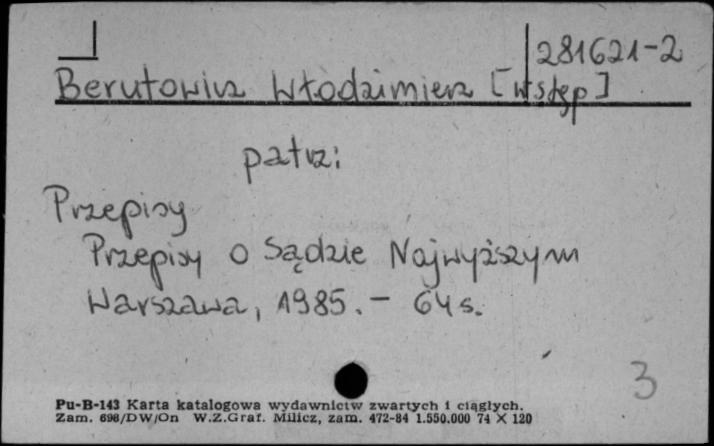 281621-2
Berutowicz Włodzimierz [wstęp]
patrz:
Przepisy
Przepisy o Sądzie Najwyższym
Warszawa, 1985. - 64 s.
3
Pu-B-143 Karta katalogowa wydawnictw zwartych i ciągłych.
Zam. 698/DW/On W.Z.Graf. Milicz, zam. 472-84 1.550.000 74 X 120